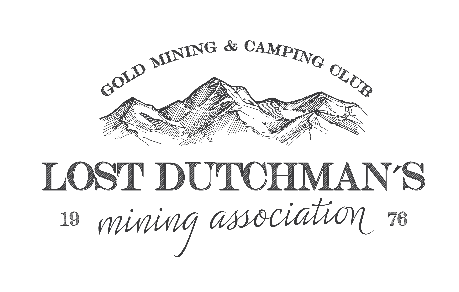 GOLD MINING & CAMPING CLUB
LOST DUTCHMAN´S
19 mining association 76